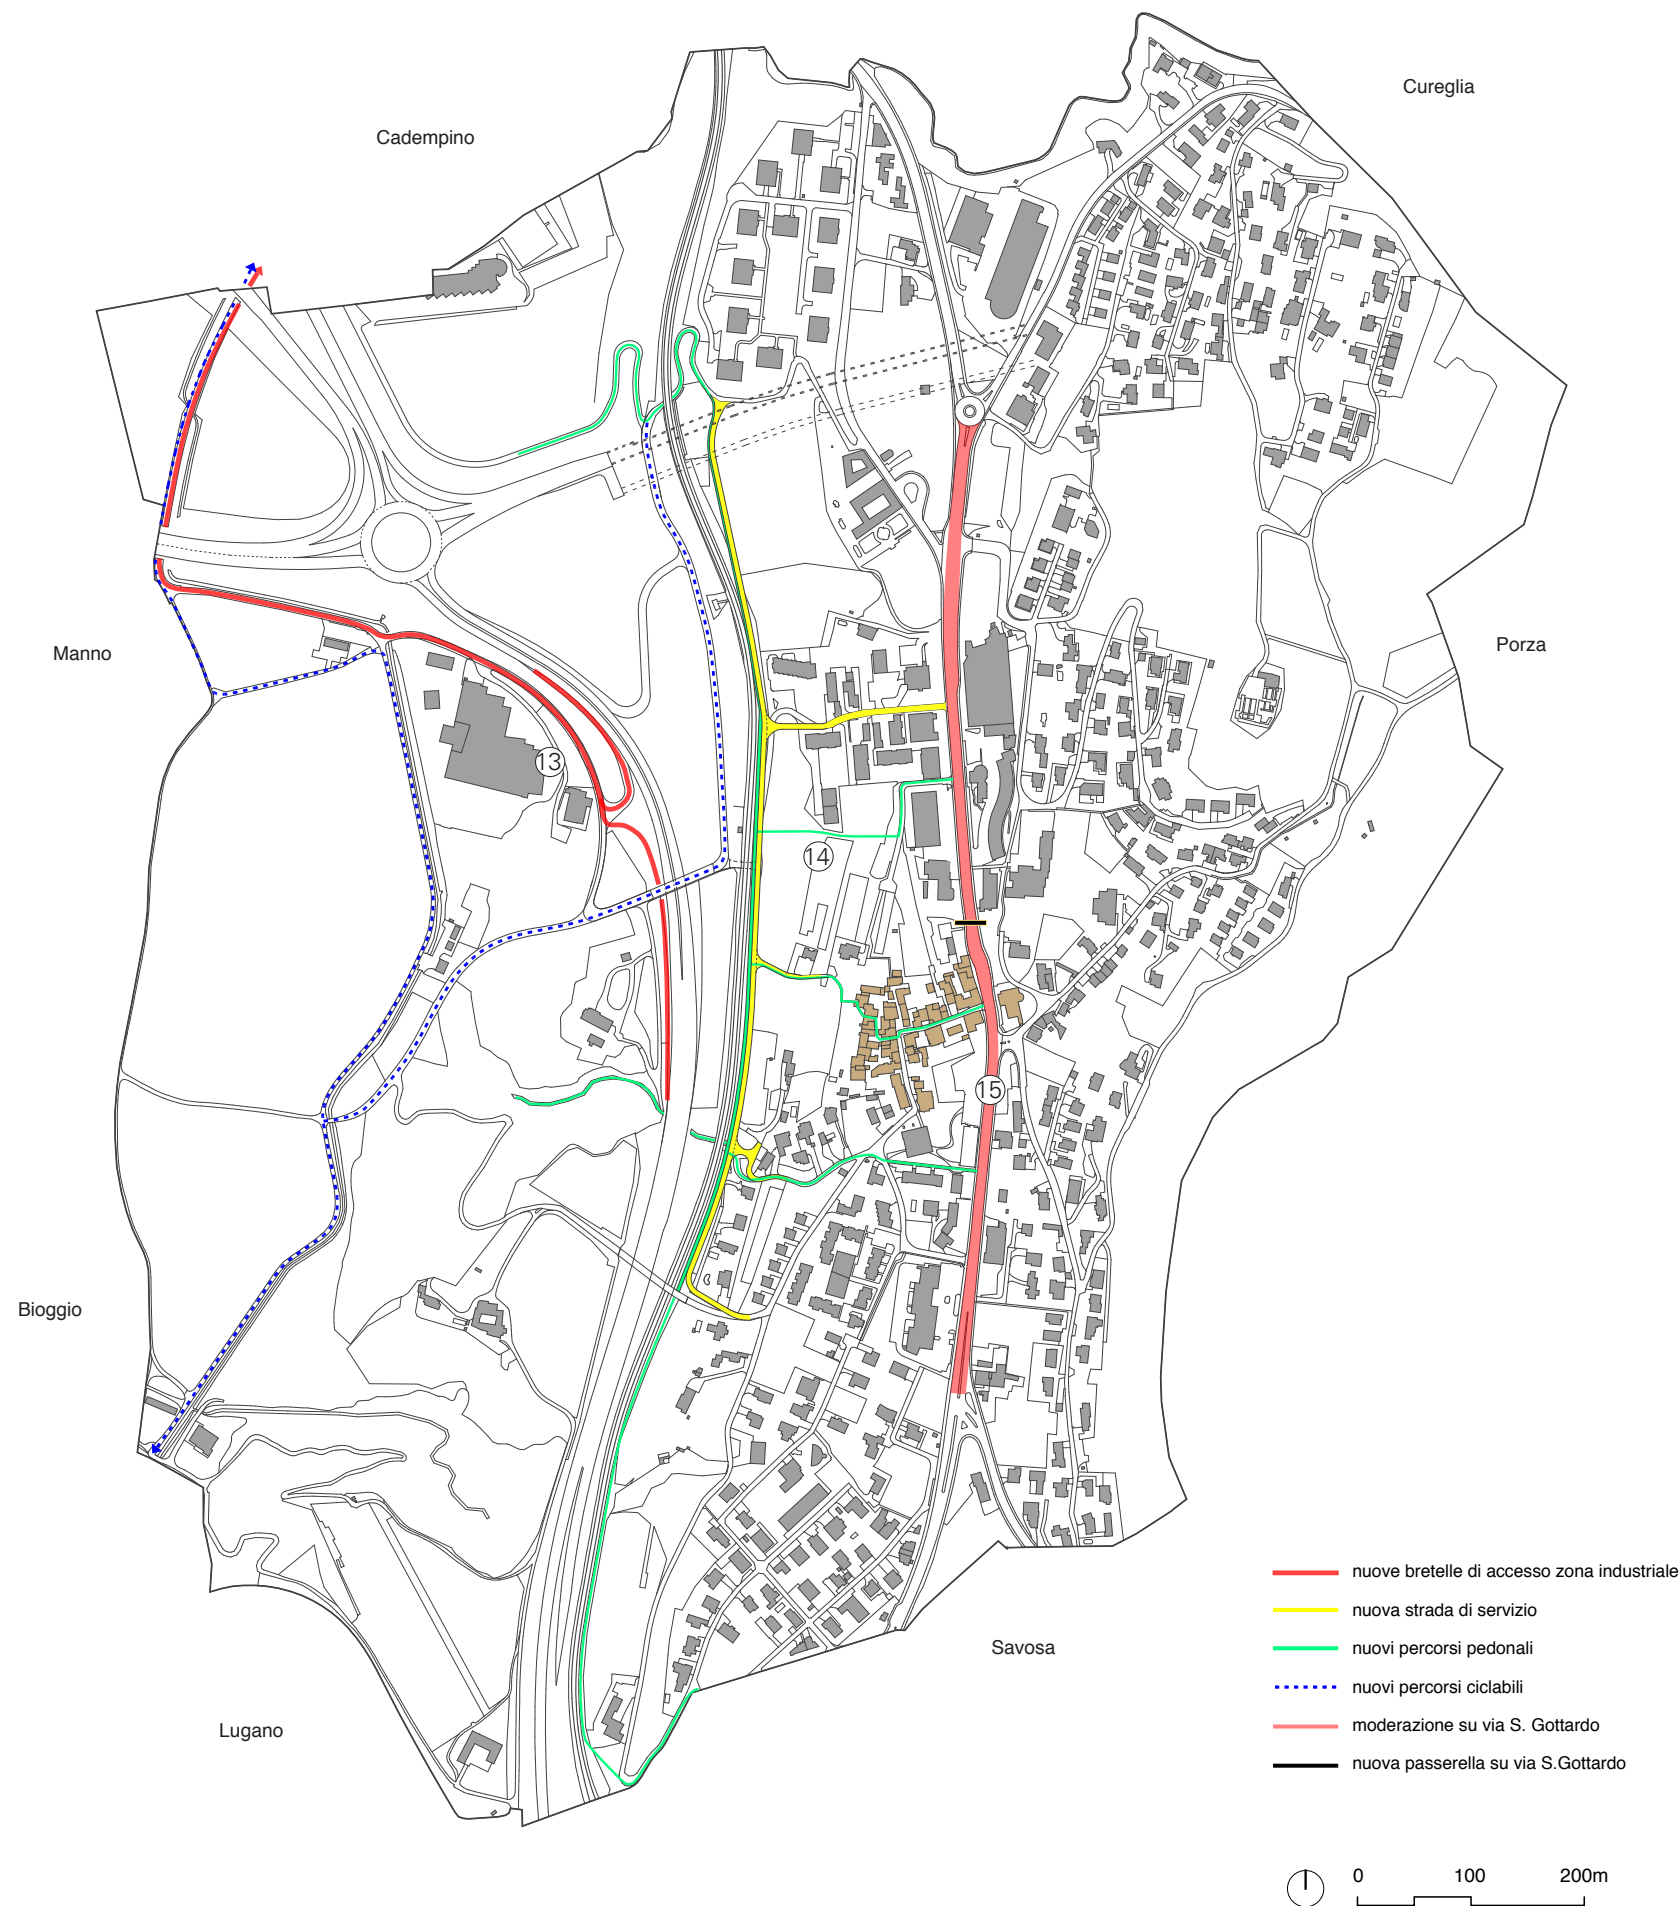 Cureglia
Cadempino
Manno
Porza
13
14
15
Bioggio
Savosa
Lugano
nuove bretelle di accesso zona industriale
nuova strada di servizio
nuovi percorsi pedonali
nuovi percorsi ciclabili
moderazione su via S. Gottardo
nuova passerella su via S.Gottardo
0 100 200m